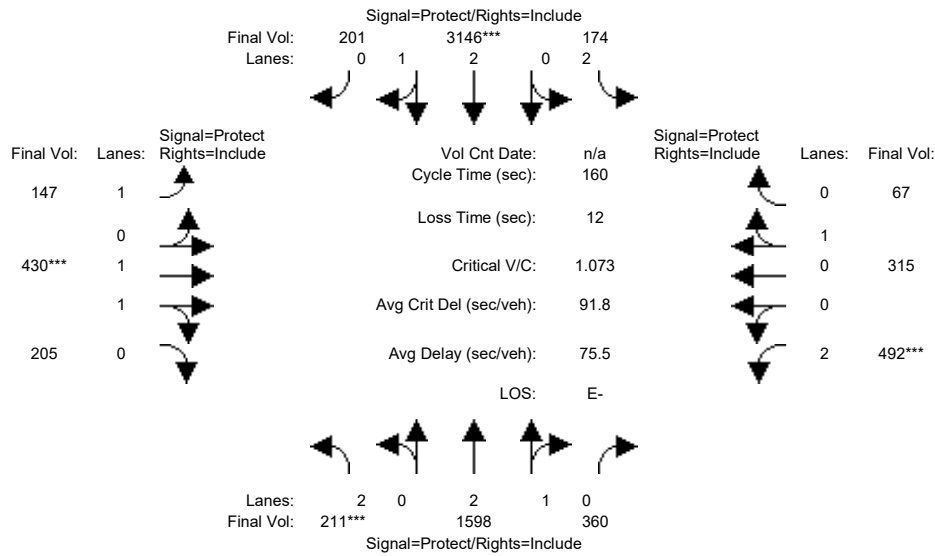 Signal=Protect/Rights=Include
Final Vol: 201 3146*** 174
Lanes: 0 1 2 0 2
Signal=Protect Signal=Protect
Final Vol: Lanes: Rights=Include Vol Cnt Date: n/a Rights=Include Lanes: Final Vol:
Cycle Time (sec): 160
147 1 0 67
Loss Time (sec): 12
0 1
430*** 1 Critical V/C: 1.073 0 315
1 Avg Crit Del (sec/veh): 91.8 0
205 0 Avg Delay (sec/veh): 75.5 2 492***
LOS: E-
Lanes: 2 0 2 1 0
Final Vol: 211*** 1598 360
Signal=Protect/Rights=Include